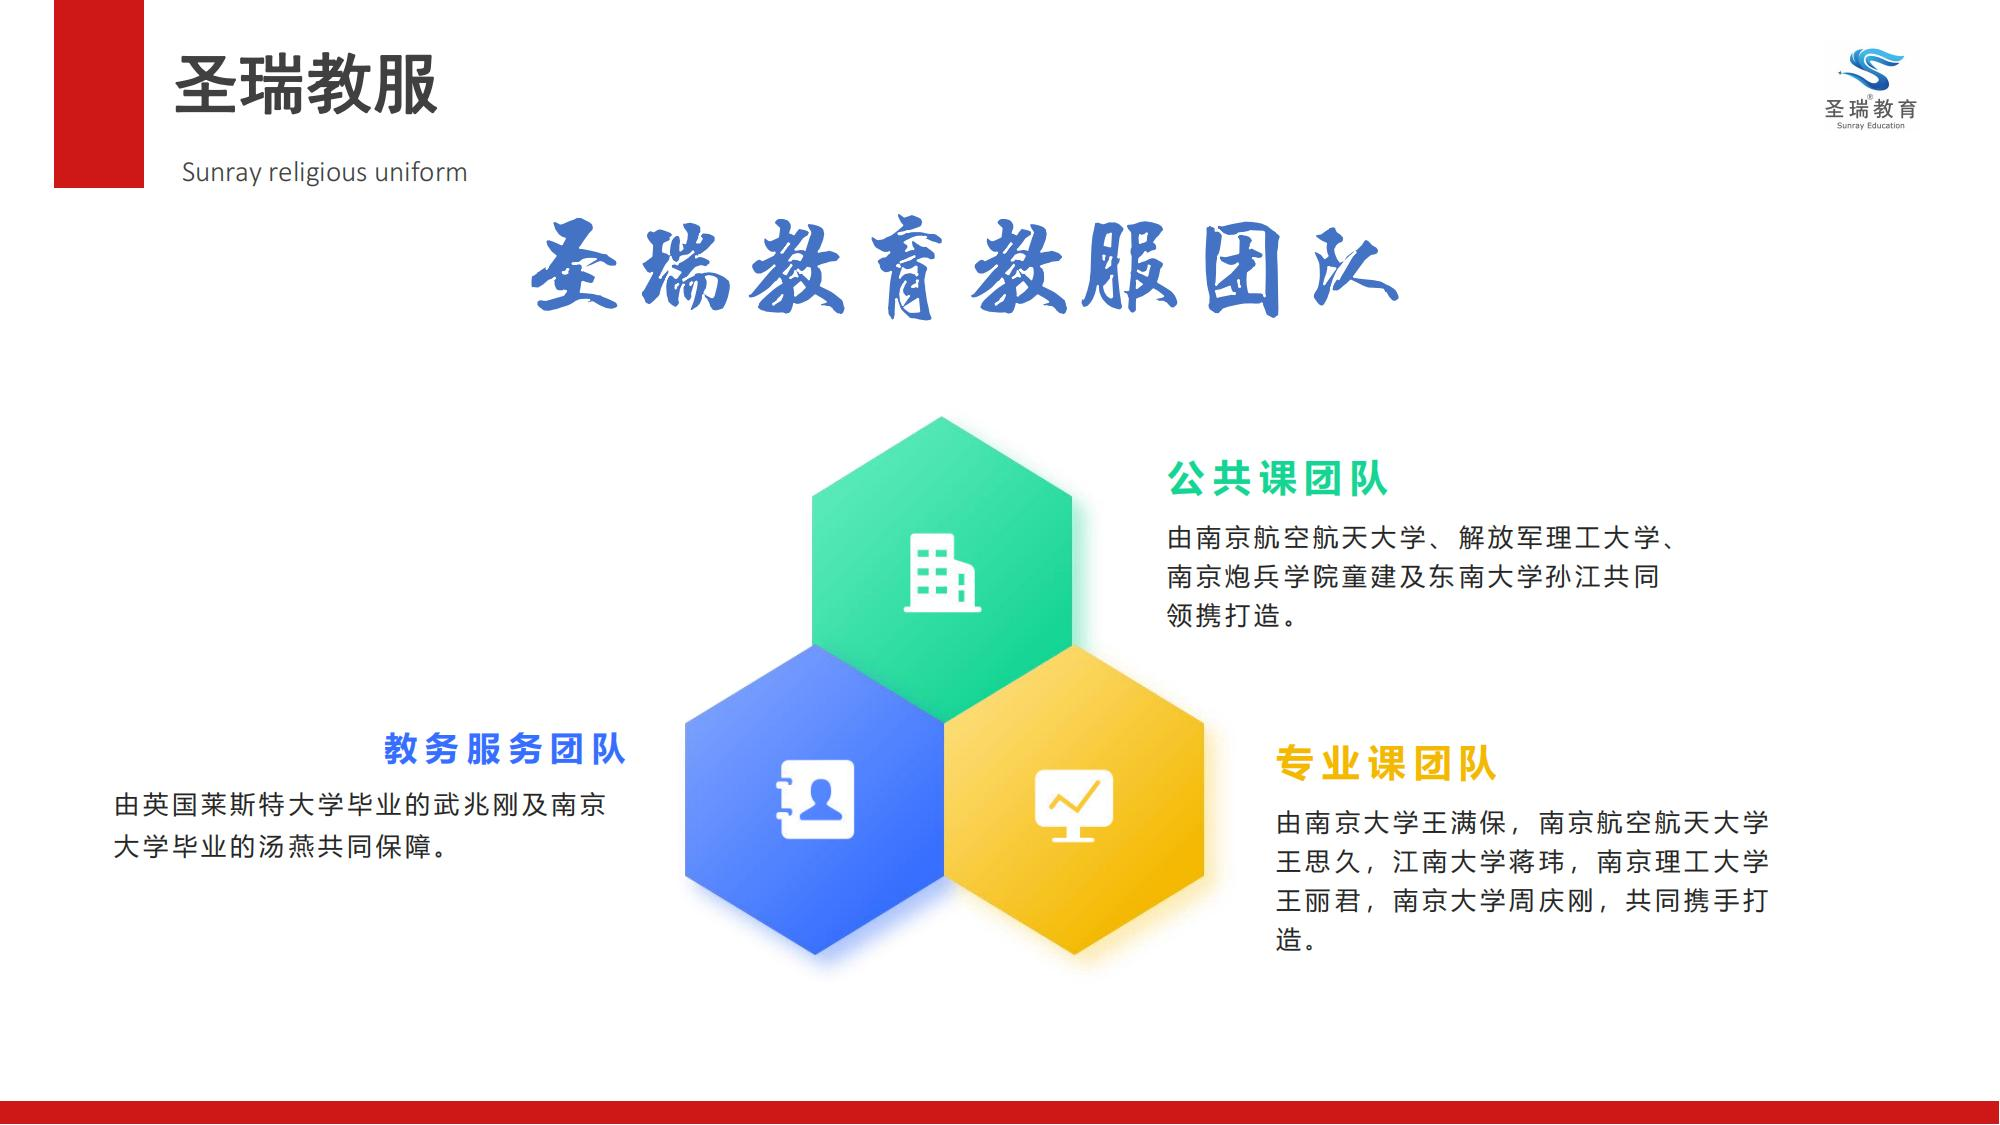 圣瑞教服
Sunray religious uniform
圣瑞®教育
Sunray Education
圣瑞教育教服团队
公共课团队
由南京航空航天大学、解放军理工大学、
南京炮兵学院童建及东南大学孙江共同
领携打造。
教务服务团队
由英国莱斯特大学毕业的武兆刚及南京
大学毕业的汤燕共同保障。
专业课团队
由南京大学王满保，南京航空航天大学
王思久，江南大学蒋玮，南京理工大学
王丽君，南京大学周庆刚，共同携手打
造。